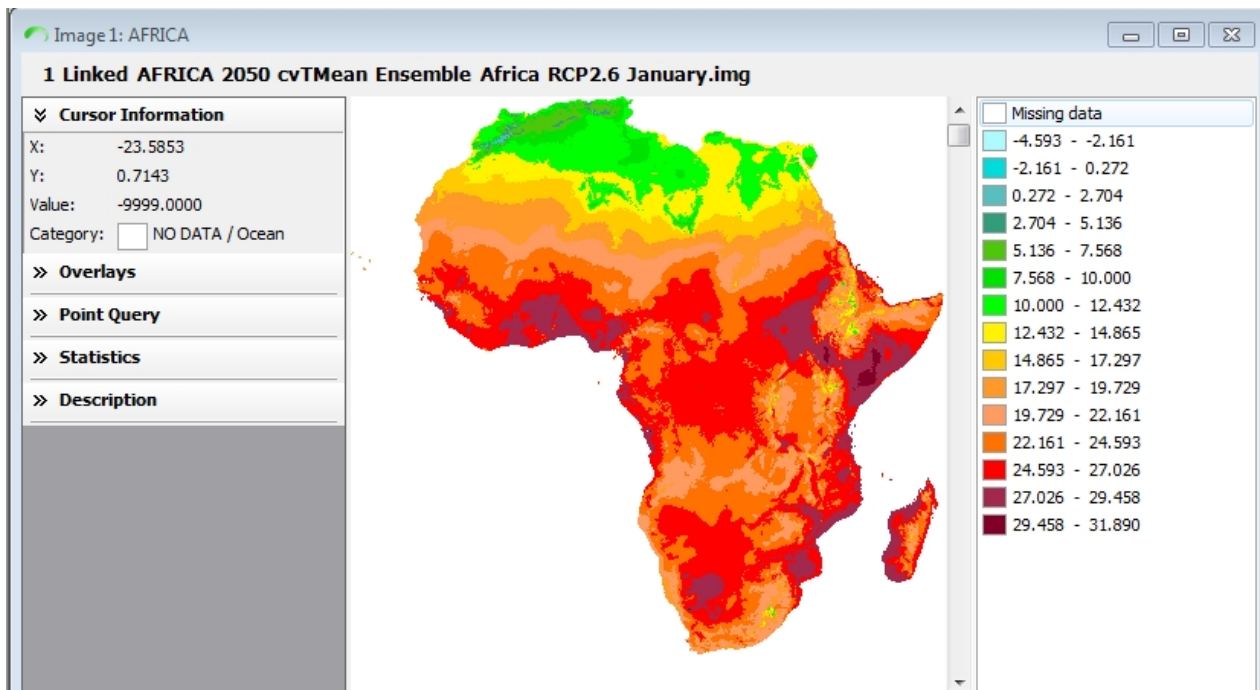 Image 1: AFRICA
1 Linked AFRICA 2050 cvTMean Ensemble Africa RCP2.6 January.img
Cursor Information
X: -23.5853
Y: 0.7143
Value: -9999.0000
Category: NO DATA / Ocean
Overlays
Point Query
Statistics
Description
Missing data
-4.593 - -2.161
-2.161 - 0.272
0.272 - 2.704
2.704 - 5.136
5.136 - 7.568
7.568 - 10.000
10.000 - 12.432
12.432 - 14.865
14.865 - 17.297
17.297 - 19.729
19.729 - 22.161
22.161 - 24.593
24.593 - 27.026
27.026 - 29.458
29.458 - 31.890